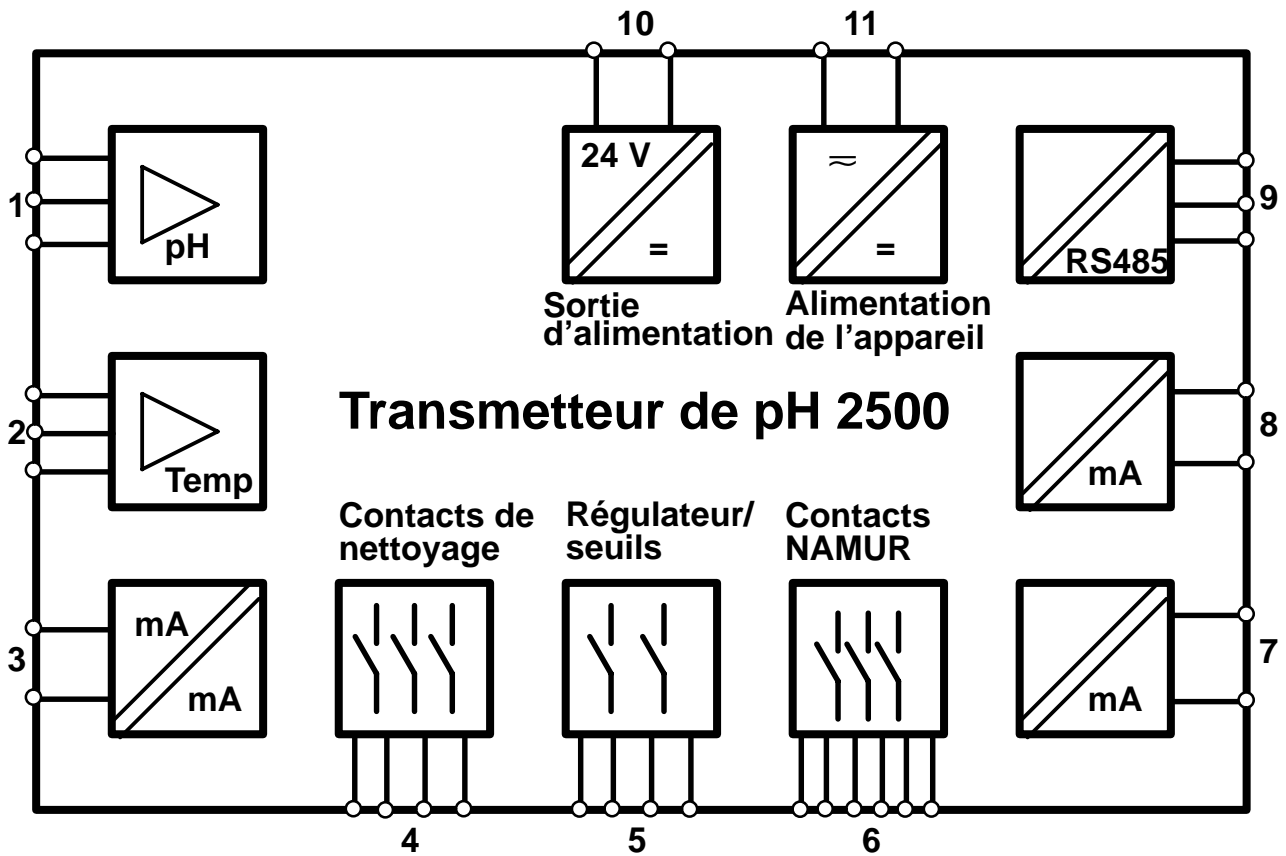 10
11
24 V
≂
=
=
1
pH
RS485
9
Sortie
d’alimentation
Alimentation
de l’appareil
2
Temp
Transmetteur de pH 2500
mA
8
Contacts de
nettoyage
Régulateur/
seuils
Contacts
NAMUR
3
mA
mA
mA
7
4
5
6